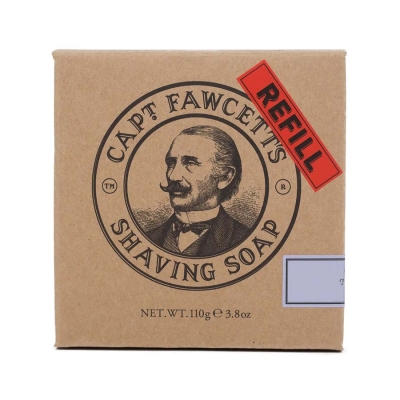 CAPT. FAWCETT'S
REFILL
TM
R
SHAVING SOAP
NET. WT. 110g ℮ 3.8oz